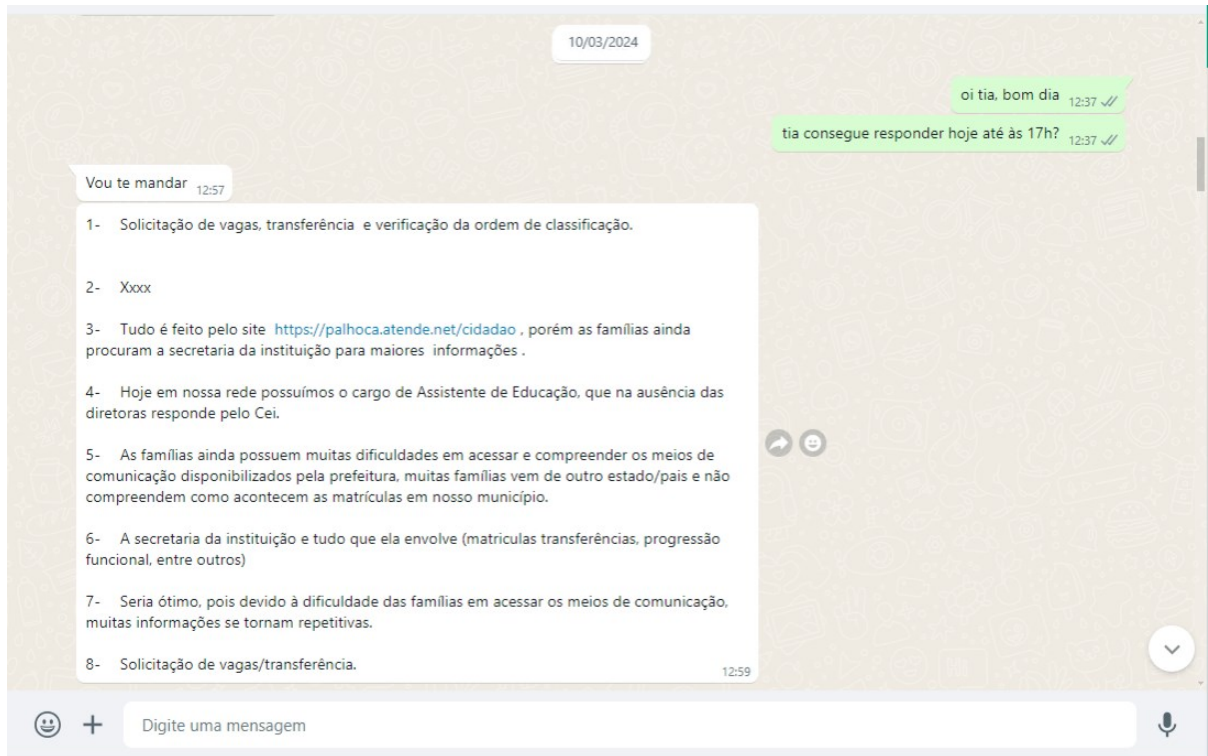 10/03/2024
oi tia, bom dia 12:37
tia consegue responder hoje até às 17h? 12:37
Vou te mandar 12:57
1- Solicitação de vagas, transferência e verificação da ordem de classificação.
2- Xxxx
3- Tudo é feito pelo site https://palhoca.atende.net/cidadao , porém as famílias ainda
procuram a secretaria da instituição para maiores informações .
4- Hoje em nossa rede possuímos o cargo de Assistente de Educação, que na ausência das
diretoras responde pelo Cei.
5- As famílias ainda possuem muitas dificuldades em acessar e compreender os meios de
comunicação disponibilizados pela prefeitura, muitas famílias vem de outro estado/pais e não
compreendem como acontecem as matrículas em nosso município.
6- A secretaria da instituição e tudo que ela envolve (matriculas transferências, progressão
funcional, entre outros)
7- Seria ótimo, pois devido à dificuldade das famílias em acessar os meios de comunicação,
muitas informações se tornam repetitivas.
8- Solicitação de vagas/transferência. 12:59
Digite uma mensagem